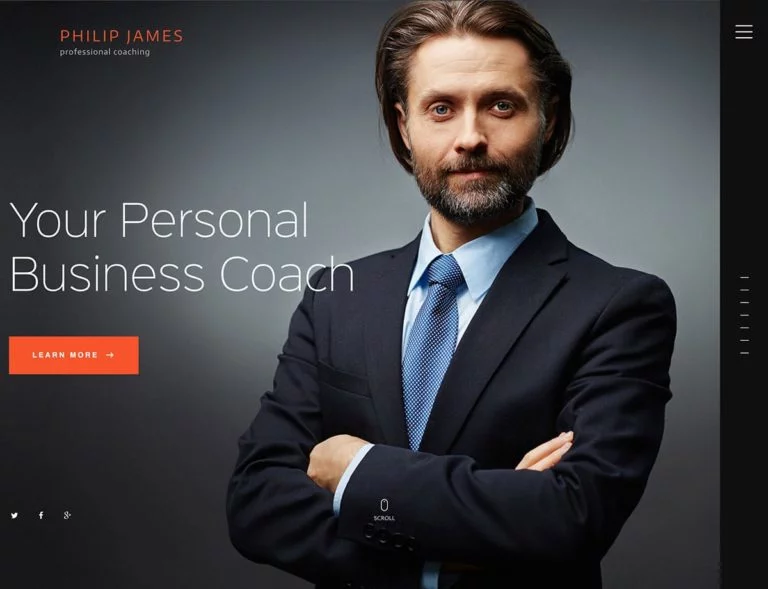 PHILIP JAMES
professional coaching
Your Personal
Business Coach
LEARN MORE →
SCROLL